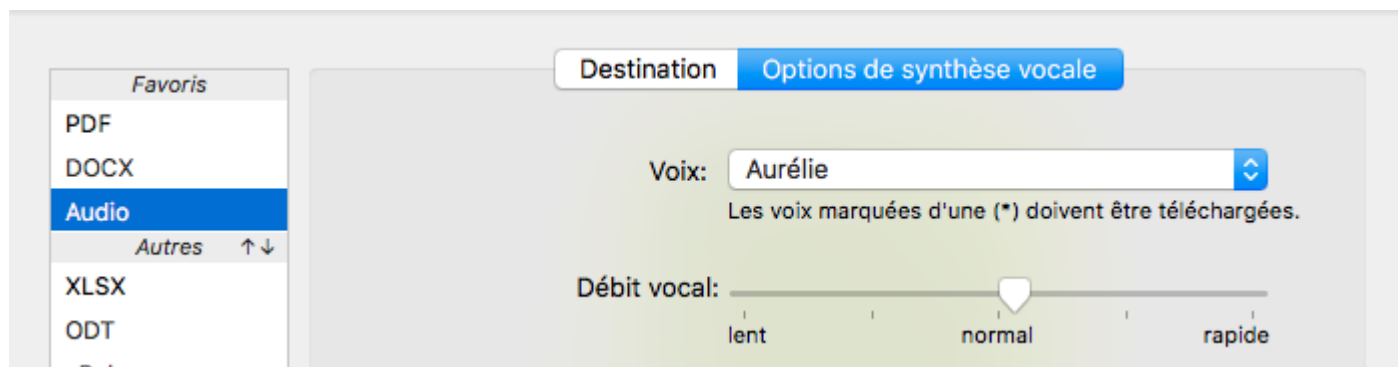 Destination
Options de synthèse vocale
Favoris
PDF
DOCX
Audio
Autres ↑↓
XLSX
ODT
Voix:
Aurélie
Les voix marquées d'une (*) doivent être téléchargées.
Débit vocal:
lent
normal
rapide